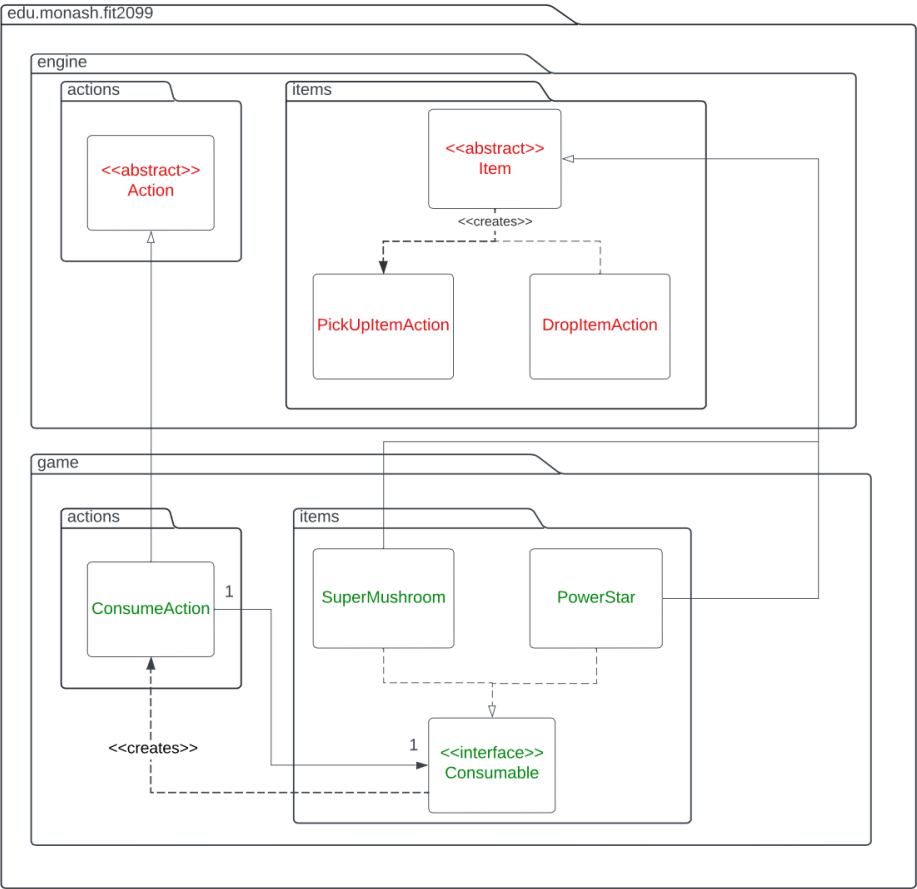 edu.monash.fit2099
engine
actions
items
<<abstract>>
Action
<<abstract>>
Item
<<creates>>
PickUpItemAction
DropItemAction
game
actions
items
ConsumeAction
1
SuperMushroom
PowerStar
<<creates>>
1
<<interface>>
Consumable